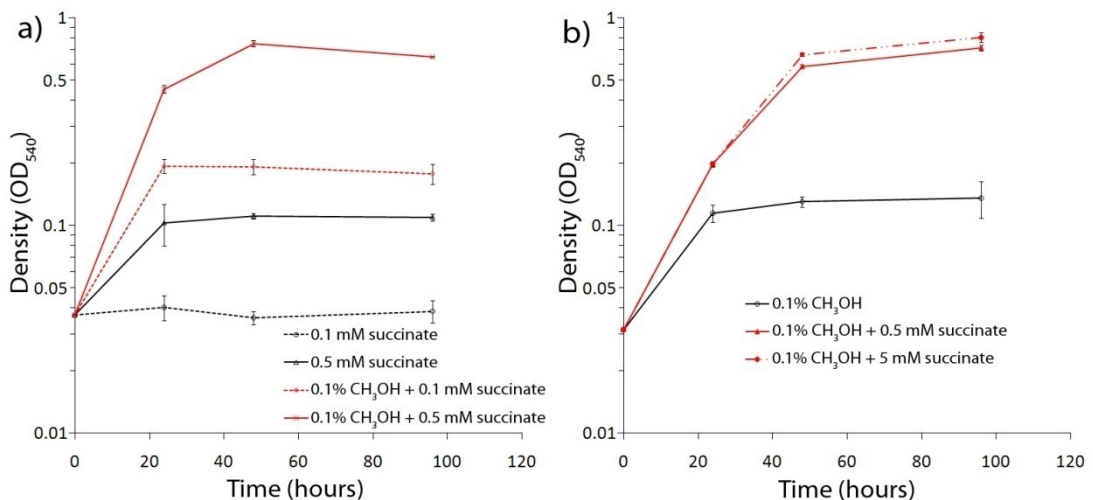 a)
1
0.5
0.1
0.05
0.01
Density (OD540)
0 20 40 60 80 100 120
Time (hours)
0.1 mM succinate
0.5 mM succinate
0.1% CH3OH + 0.1 mM succinate
0.1% CH3OH + 0.5 mM succinate
b)
1
0.5
0.1
0.05
0.01
Density (OD540)
0 20 40 60 80 100 120
Time (hours)
0.1% CH3OH
0.1% CH3OH + 0.5 mM succinate
0.1% CH3OH + 5 mM succinate